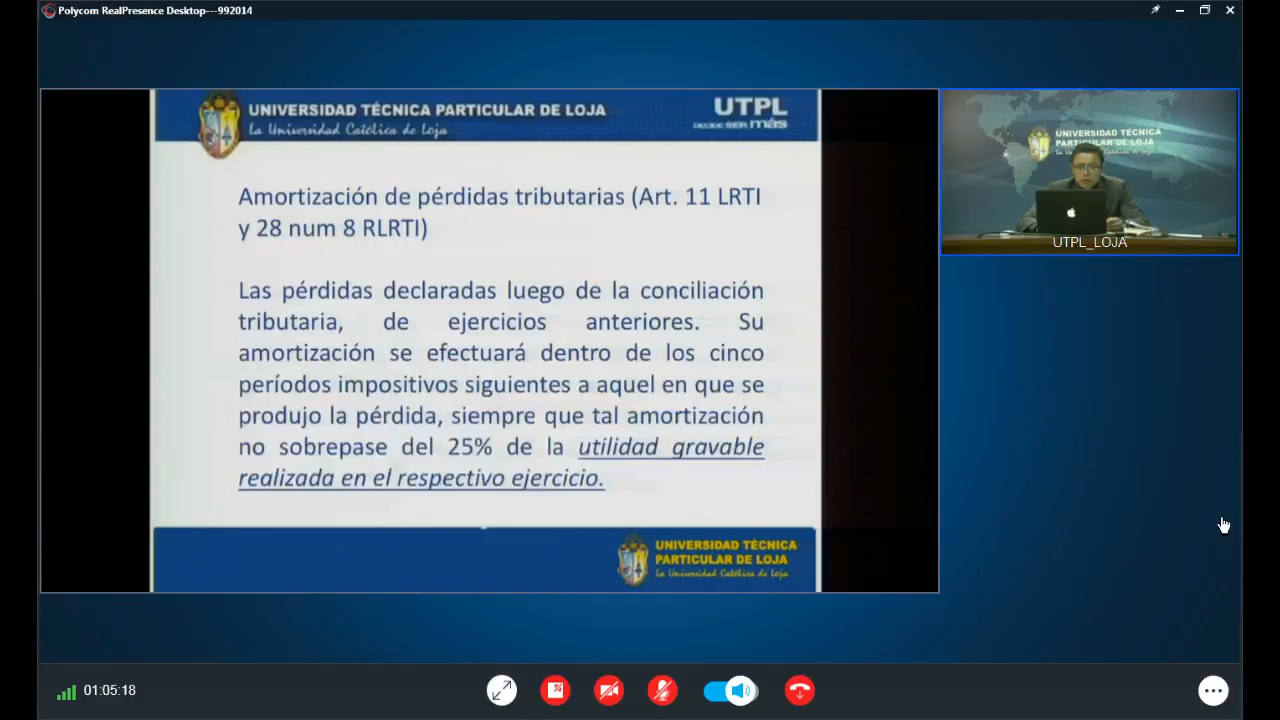 Polycom RealPresence Desktop---992014
UNIVERSIDAD TÉCNICA PARTICULAR DE LOJA
La Universidad Católica de Loja
UTPL
DECIDE SER más
Amortización de pérdidas tributarias (Art. 11 LRTI
y 28 num 8 RLRTI)
Las pérdidas declaradas luego de la conciliación
tributaria, de ejercicios anteriores. Su
amortización se efectuará dentro de los cinco
períodos impositivos siguientes a aquel en que se
produjo la pérdida, siempre que tal amortización
no sobrepase del 25% de la utilidad gravable
realizada en el respectivo ejercicio.
UNIVERSIDAD TÉCNICA
PARTICULAR DE LOJA
La Universidad Católica de Loja
UNIVERSIDAD TÉCNICA
PARTICULAR DE LOJA
UTPL_LOJA
01:05:18